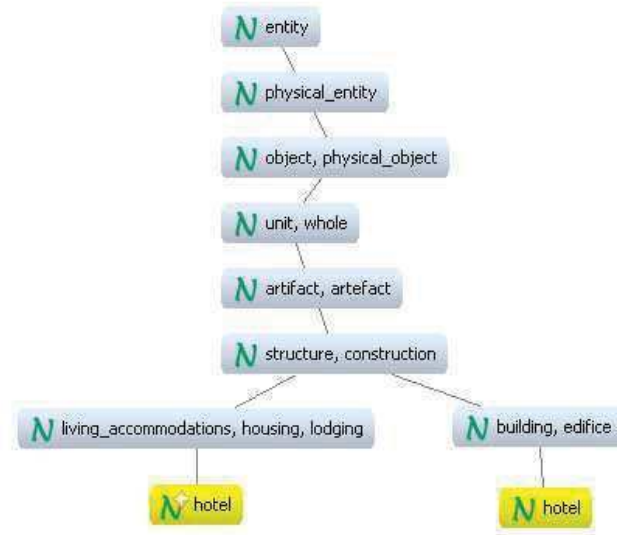 N entity
N physical_entity
N object, physical_object
N unit, whole
N artifact, artefact
N structure, construction
N living_accommodations, housing, lodging
N building, edifice
N hotel
N hotel